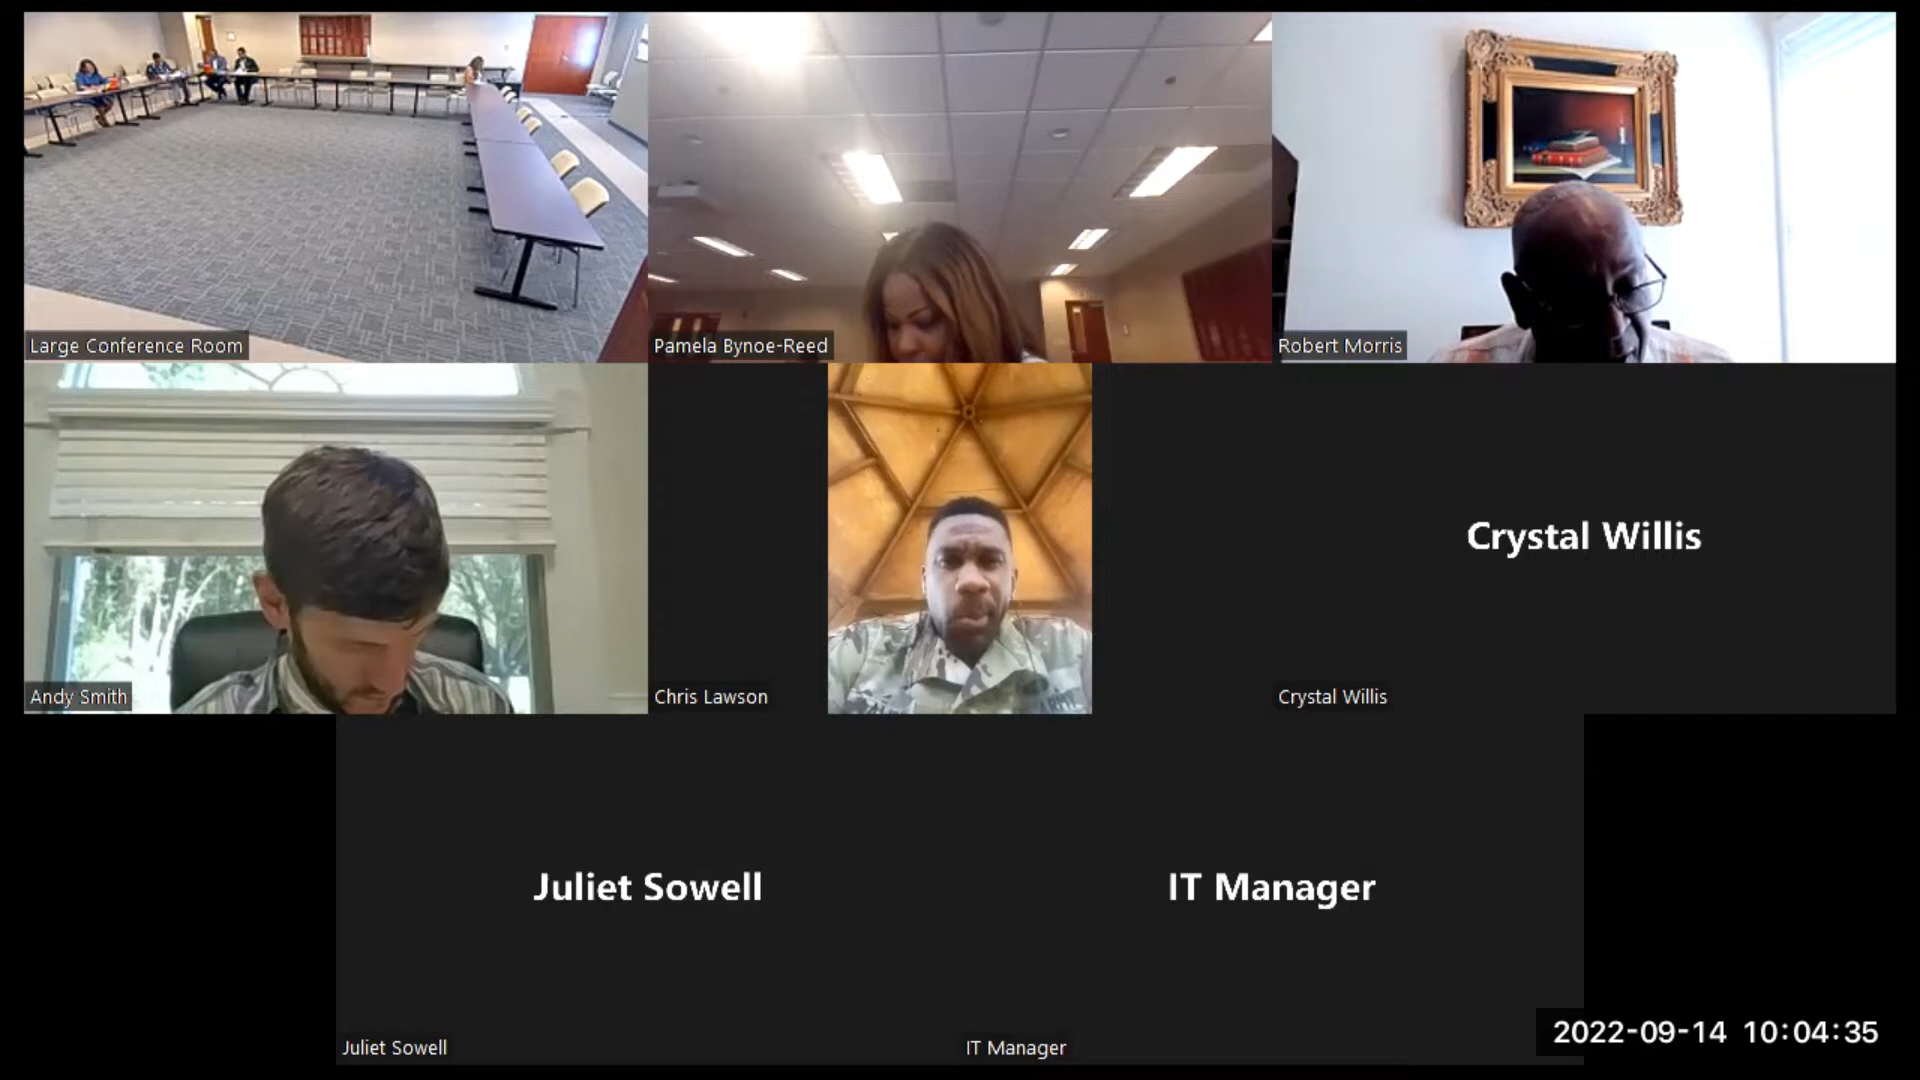 Large Conference Room
Pamela Bynoe-Reed
Robert Morris
Andy Smith
Chris Lawson
Crystal Willis
Crystal Willis
Juliet Sowell
IT Manager
Juliet Sowell
IT Manager
2022-09-14 10:04:35